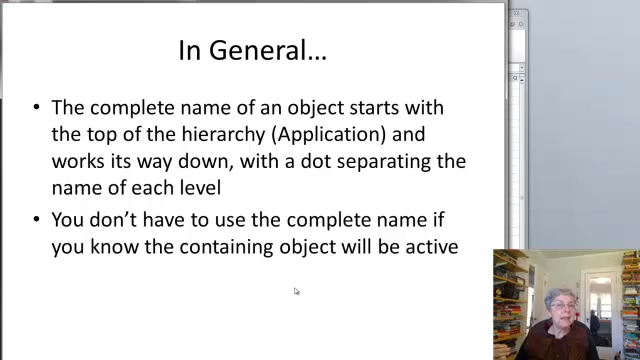 In General…
• The complete name of an object starts with
the top of the hierarchy (Application) and
works its way down, with a dot separating the
name of each level
• You don’t have to use the complete name if
you know the containing object will be active